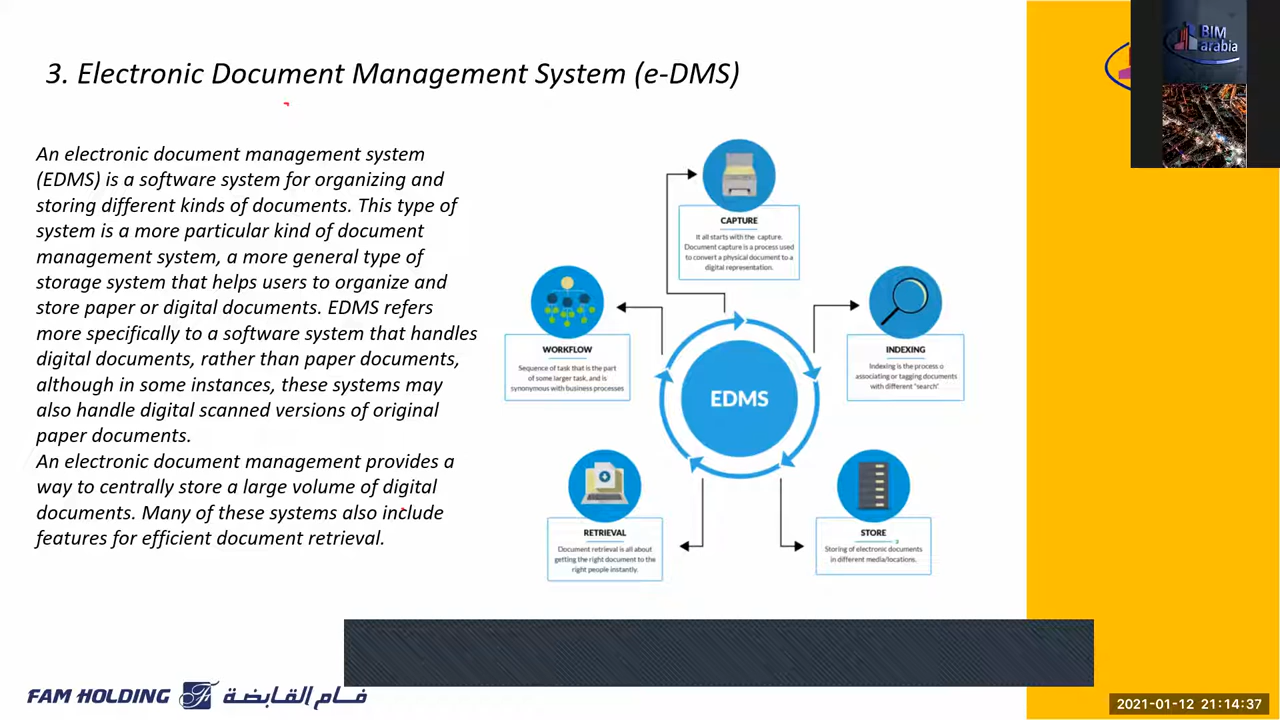 3. Electronic Document Management System (e-DMS)
BIM
arabia
An electronic document management system
(EDMS) is a software system for organizing and
storing different kinds of documents. This type of
system is a more particular kind of document
management system, a more general type of
storage system that helps users to organize and
store paper or digital documents. EDMS refers
more specifically to a software system that handles
digital documents, rather than paper documents,
although in some instances, these systems may
also handle digital scanned versions of original
paper documents.
An electronic document management provides a
way to centrally store a large volume of digital
documents. Many of these systems also include
features for efficient document retrieval.
CAPTURE
It all starts with the capture.
Document capture is a process used
to convert a physical document to a
digital representation.
WORKFLOW
Sequence of task that is the part
of some larger task, and is
synonymous with business processes
INDEXING
Indexing is the process o
associating or tagging documents
with different "search".
EDMS
RETRIEVAL
Document retrieval is all about
getting the right document to the
right people instantly.
STORE
Storing of electronic documents
in different media/locations.
FAM HOLDING فام القابضة
2021-01-12 21:14:37